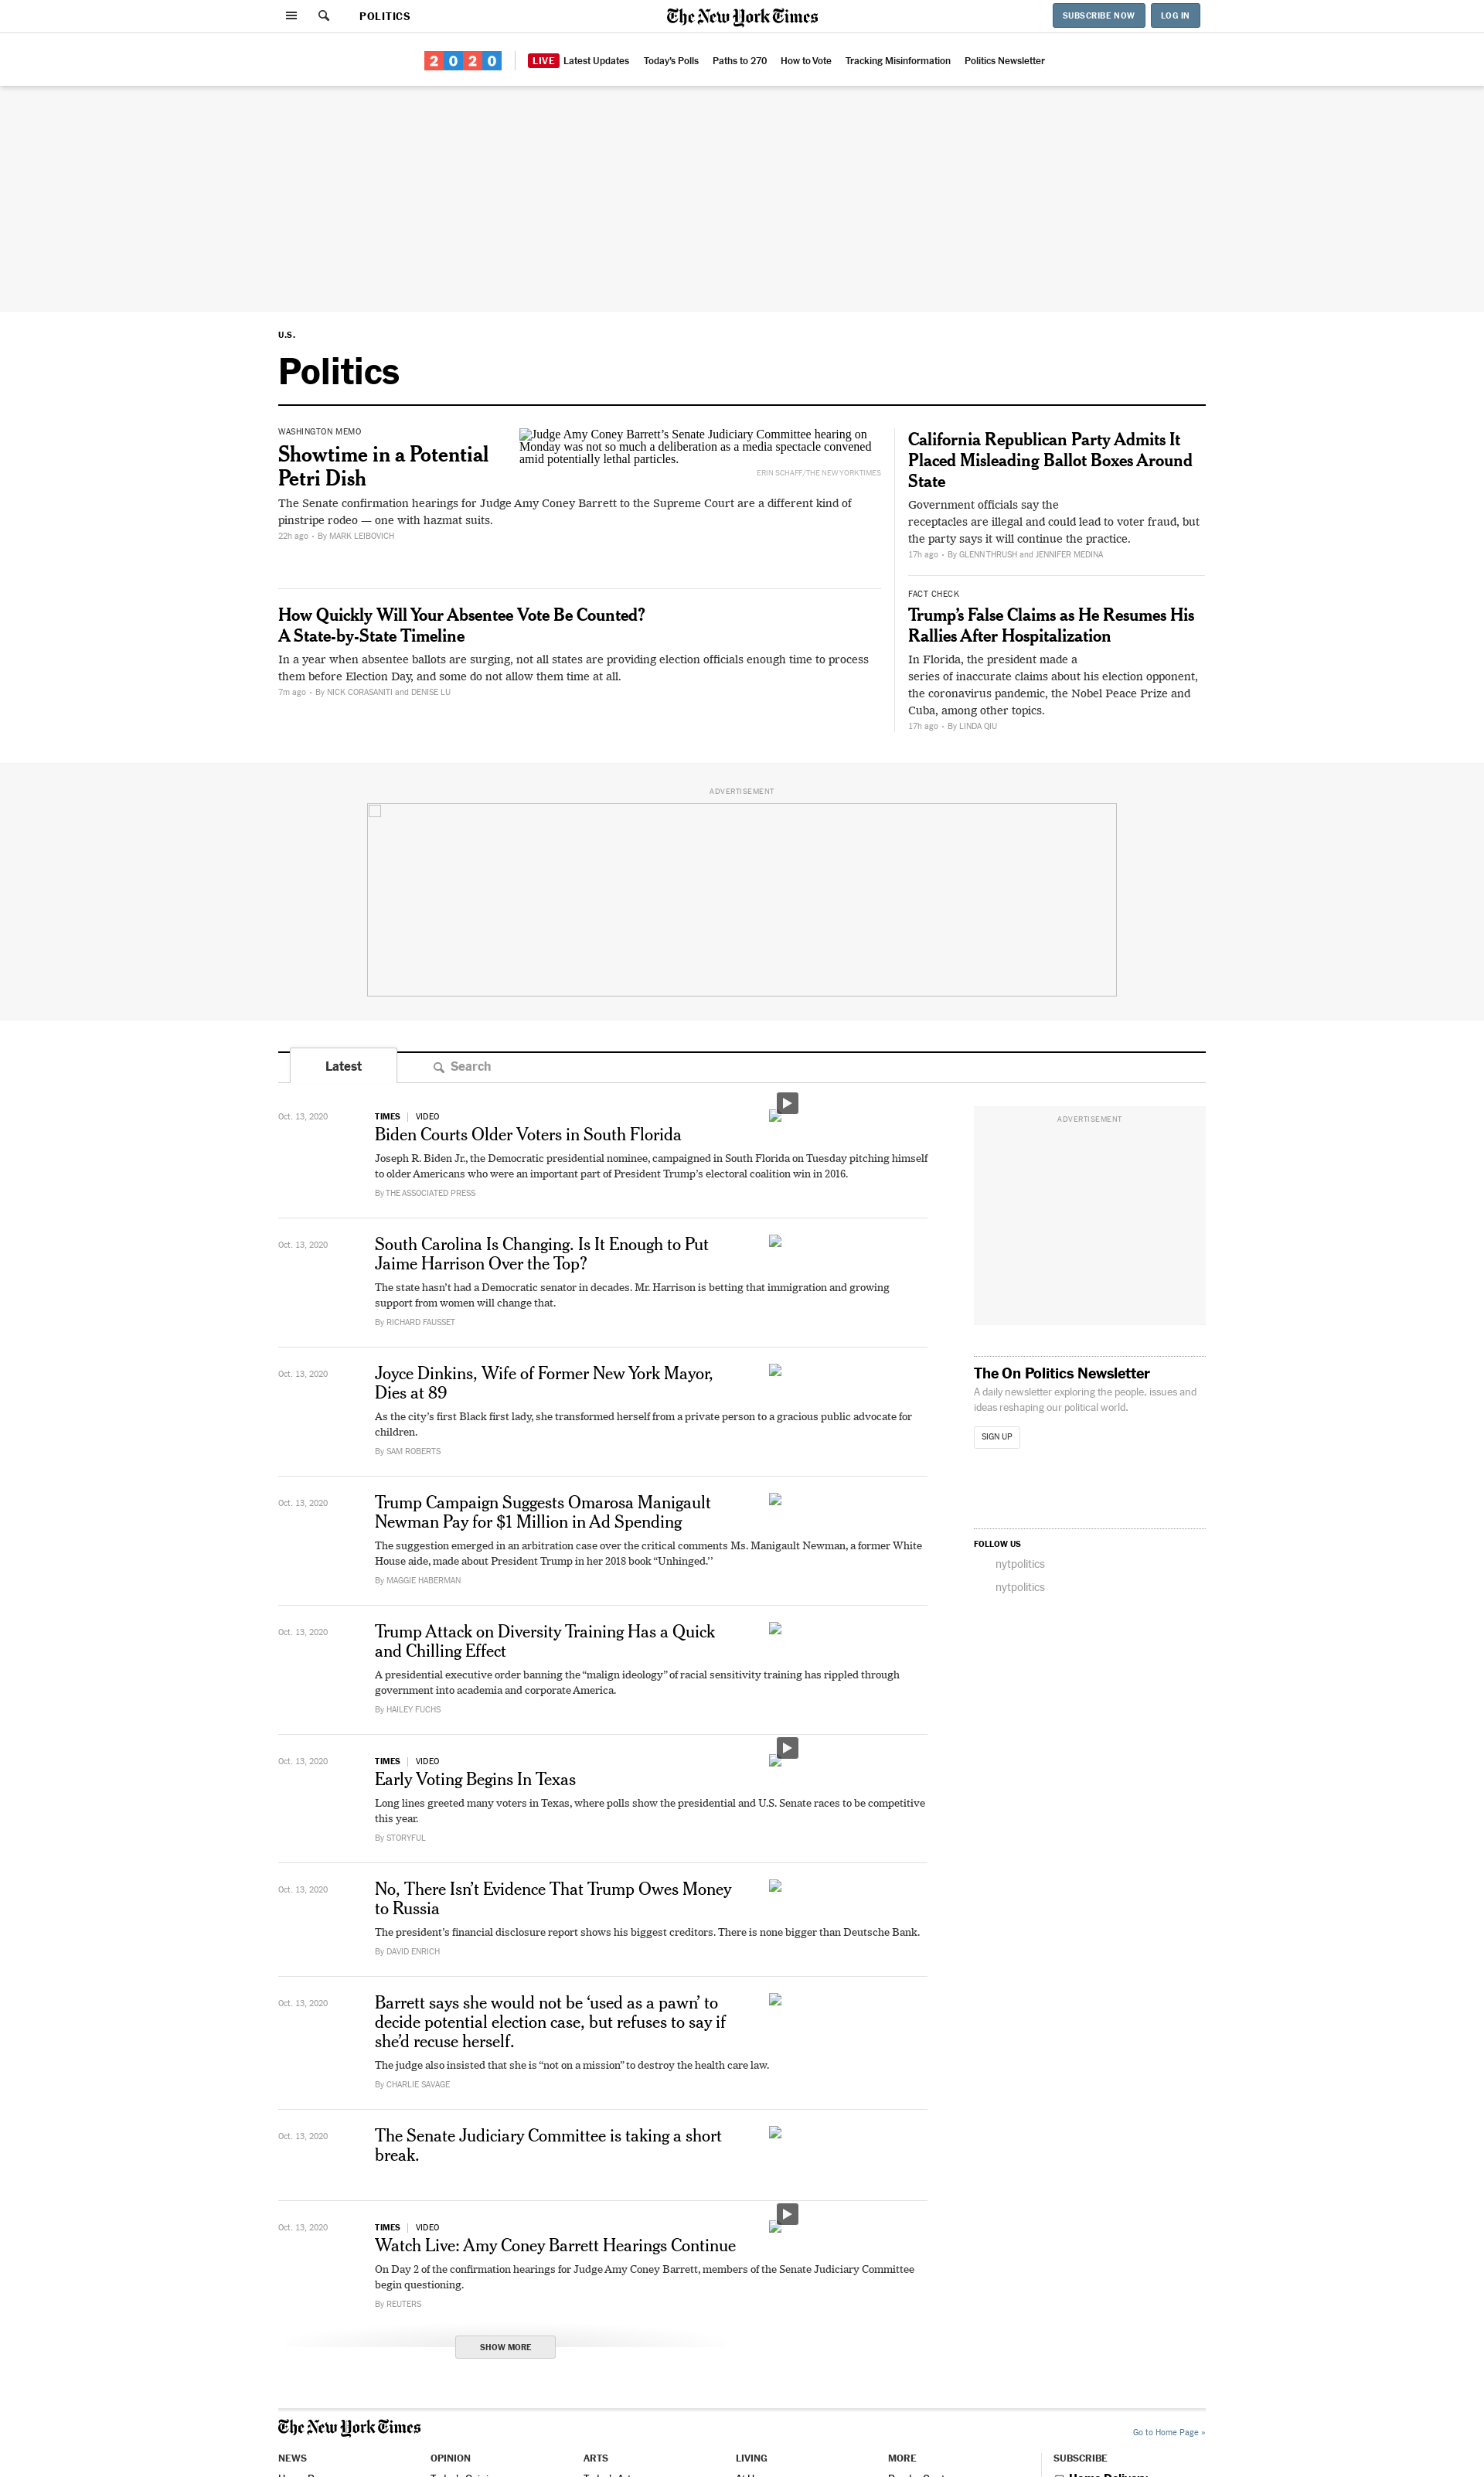 POLITICS
The New York Times
SUBSCRIBE NOW
LOG IN
2020
LIVE Latest Updates
Today's Polls
Paths to 270
How to Vote
Tracking Misinformation
Politics Newsletter
U.S.
Politics
WASHINGTON MEMO
Showtime in a Potential
Petri Dish
Judge Amy Coney Barrett’s Senate Judiciary Committee hearing on
Monday was not so much a deliberation as a media spectacle convened
amid potentially lethal particles.
ERIN SCHAFF/THE NEW YORK TIMES
The Senate confirmation hearings for Judge Amy Coney Barrett to the Supreme Court are a different kind of
pinstripe rodeo — one with hazmat suits.
22h ago • By MARK LEIBOVICH
How Quickly Will Your Absentee Vote Be Counted?
A State-by-State Timeline
In a year when absentee ballots are surging, not all states are providing election officials enough time to process
them before Election Day, and some do not allow them time at all.
7m ago • By NICK CORASANITI and DENISE LU
California Republican Party Admits It
Placed Misleading Ballot Boxes Around
State
Government officials say the
receptacles are illegal and could lead to voter fraud, but
the party says it will continue the practice.
17h ago • By GLENN THRUSH and JENNIFER MEDINA
FACT CHECK
Trump’s False Claims as He Resumes His
Rallies After Hospitalization
In Florida, the president made a
series of inaccurate claims about his election opponent,
the coronavirus pandemic, the Nobel Peace Prize and
Cuba, among other topics.
17h ago • By LINDA QIU
ADVERTISEMENT
Latest
Search
Oct. 13, 2020
TIMES | VIDEO
Biden Courts Older Voters in South Florida
Joseph R. Biden Jr., the Democratic presidential nominee, campaigned in South Florida on Tuesday pitching himself
to older Americans who were an important part of President Trump’s electoral coalition win in 2016.
By THE ASSOCIATED PRESS
Oct. 13, 2020
South Carolina Is Changing. Is It Enough to Put
Jaime Harrison Over the Top?
The state hasn’t had a Democratic senator in decades. Mr. Harrison is betting that immigration and growing
support from women will change that.
By RICHARD FAUSSET
Oct. 13, 2020
Joyce Dinkins, Wife of Former New York Mayor,
Dies at 89
As the city’s first Black first lady, she transformed herself from a private person to a gracious public advocate for
children.
By SAM ROBERTS
Oct. 13, 2020
Trump Campaign Suggests Omarosa Manigault
Newman Pay for $1 Million in Ad Spending
The suggestion emerged in an arbitration case over the critical comments Ms. Manigault Newman, a former White
House aide, made about President Trump in her 2018 book “Unhinged.’’
By MAGGIE HABERMAN
Oct. 13, 2020
Trump Attack on Diversity Training Has a Quick
and Chilling Effect
A presidential executive order banning the “malign ideology” of racial sensitivity training has rippled through
government into academia and corporate America.
By HAILEY FUCHS
Oct. 13, 2020
TIMES | VIDEO
Early Voting Begins In Texas
Long lines greeted many voters in Texas, where polls show the presidential and U.S. Senate races to be competitive
this year.
By STORYFUL
Oct. 13, 2020
No, There Isn’t Evidence That Trump Owes Money
to Russia
The president’s financial disclosure report shows his biggest creditors. There is none bigger than Deutsche Bank.
By DAVID ENRICH
Oct. 13, 2020
Barrett says she would not be ‘used as a pawn’ to
decide potential election case, but refuses to say if
she’d recuse herself.
The judge also insisted that she is “not on a mission” to destroy the health care law.
By CHARLIE SAVAGE
Oct. 13, 2020
The Senate Judiciary Committee is taking a short
break.
Oct. 13, 2020
TIMES | VIDEO
Watch Live: Amy Coney Barrett Hearings Continue
On Day 2 of the confirmation hearings for Judge Amy Coney Barrett, members of the Senate Judiciary Committee
begin questioning.
By REUTERS
SHOW MORE
ADVERTISEMENT
The On Politics Newsletter
A daily newsletter exploring the people, issues and
ideas reshaping our political world.
SIGN UP
FOLLOW US
nytpolitics
nytpolitics
The New York Times
Go to Home Page »
NEWS
OPINION
ARTS
LIVING
MORE
SUBSCRIBE